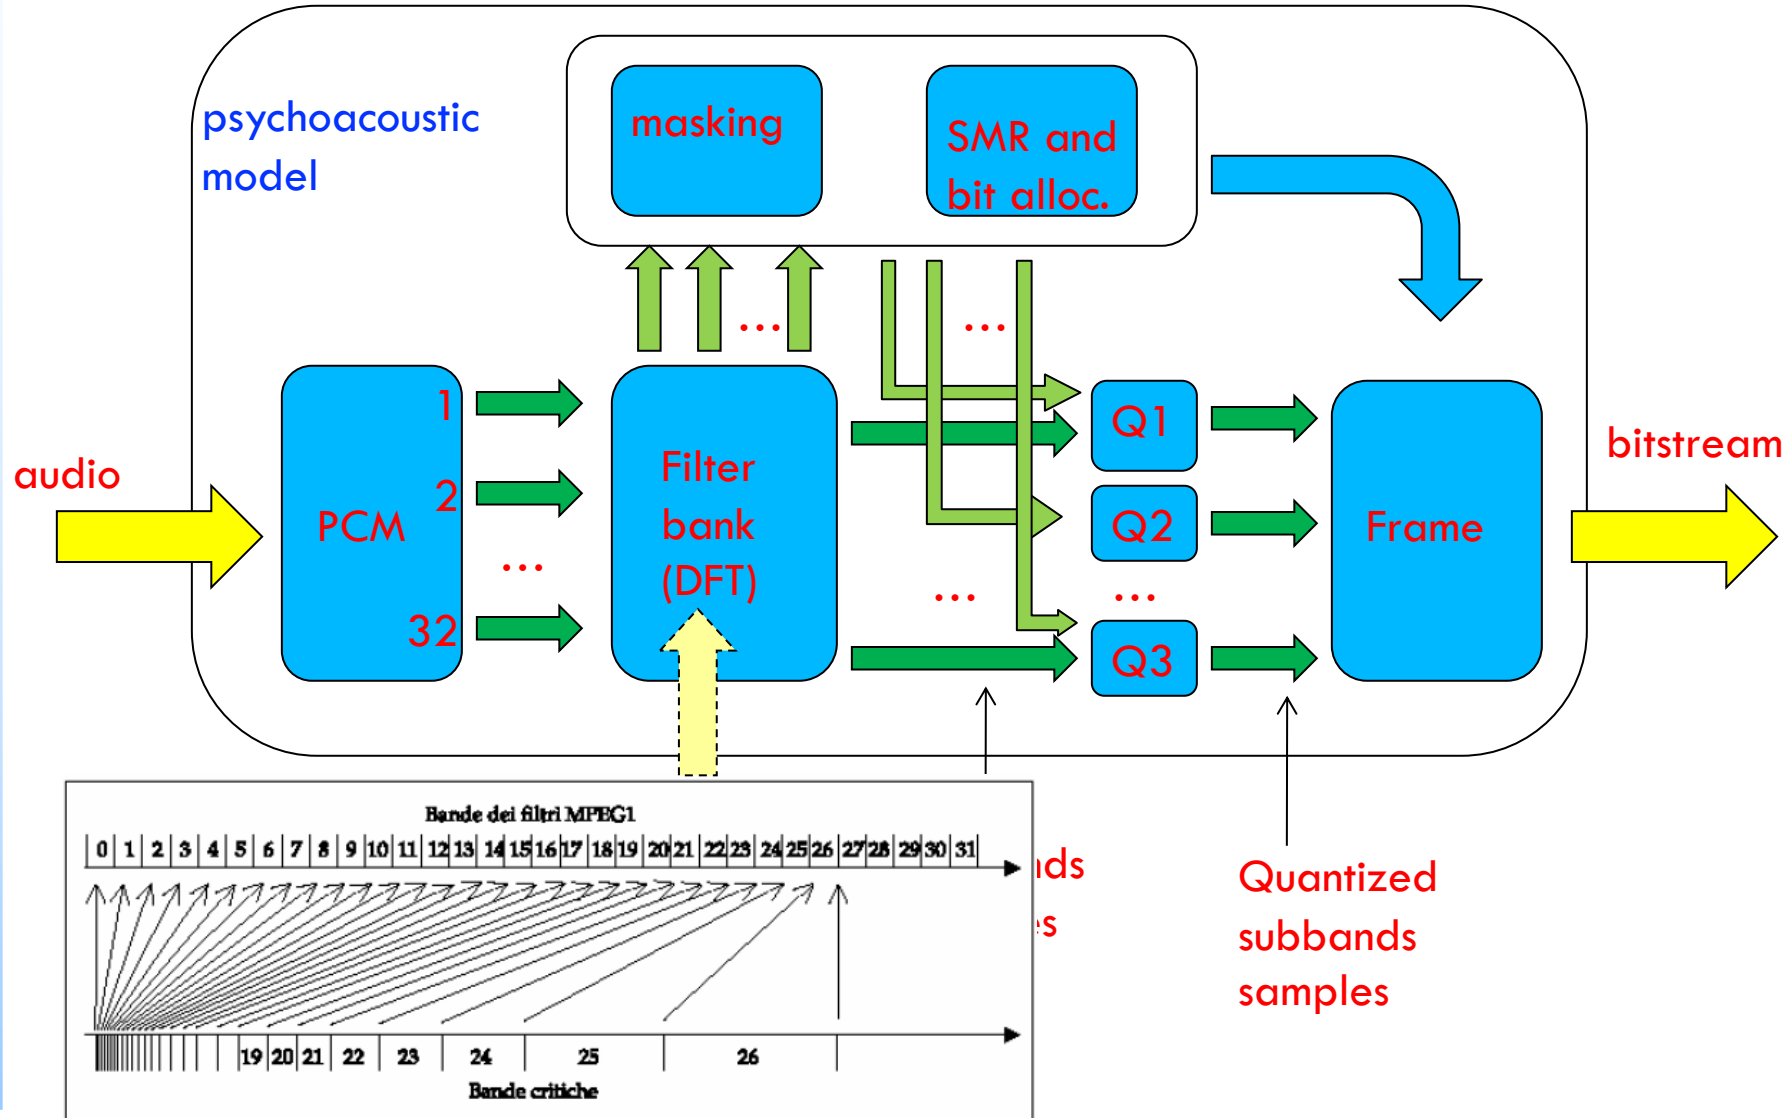 psychoacoustic
model
masking
SMR and
bit alloc.
...
...
audio
PCM
1
2
...
32
Filter
bank
(DFT)
...
Q1
Q2
...
Q3
Frame
bitstream
Bande dei filtri MPEG1
0 1 2 3 4 5 6 7 8 9 10 11 12 13 14 15 16 17 18 19 20 21 22 23 24 25 26 27 28 29 30 31
19 20 21 22 23 24 25 26
Bande critiche
Quantized
subbands
samples